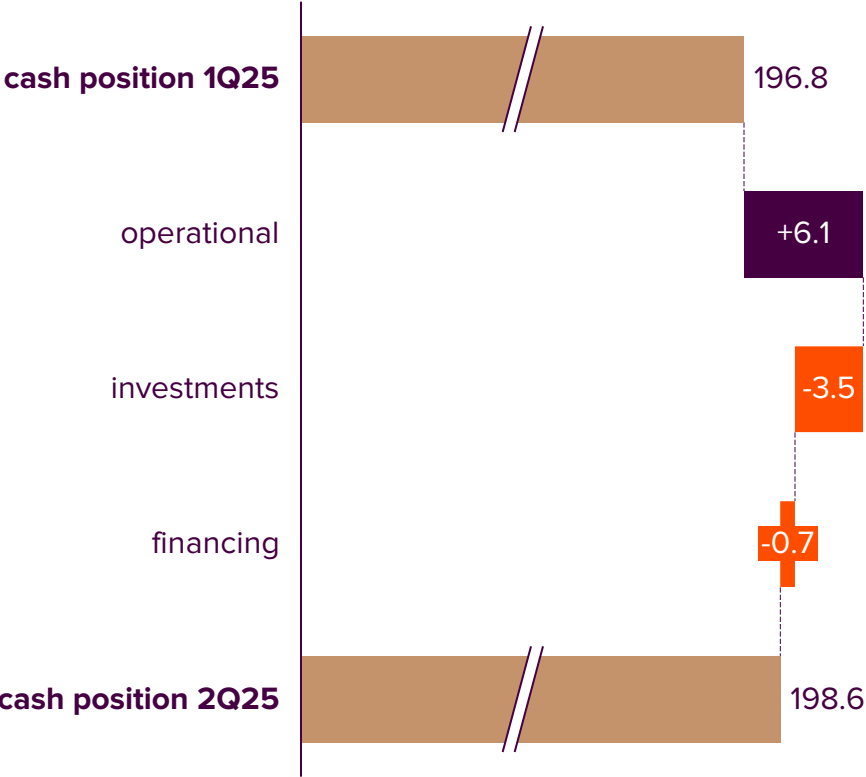 cash position 1Q25 196.8
operational +6.1
investments -3.5
financing -0.7
cash position 2Q25 198.6